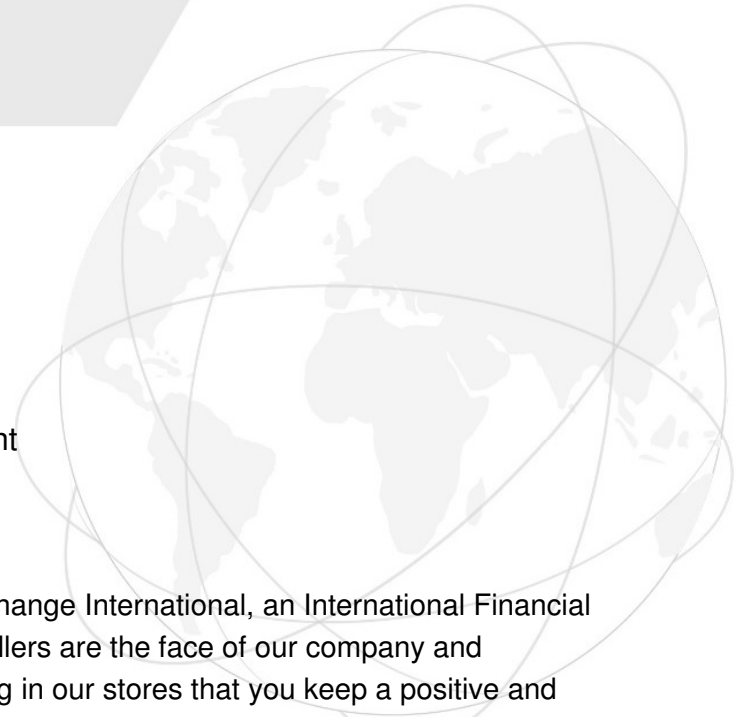 nt
hange International, an International Financial
llers are the face of our company and
g in our stores that you keep a positive and